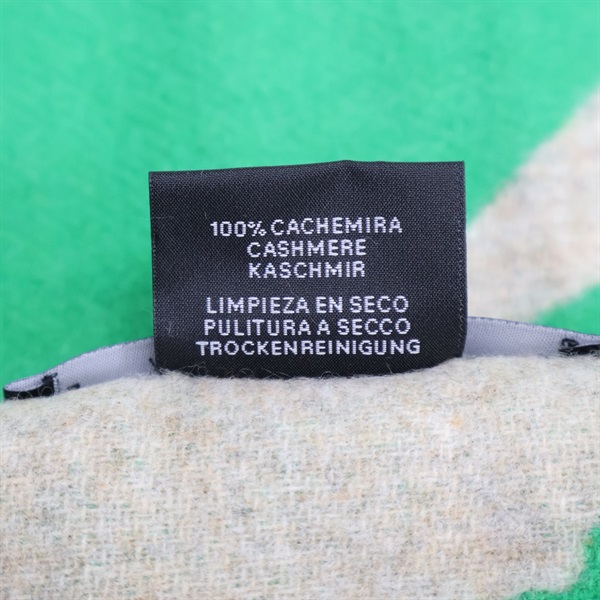 100% CACHEMIRA
CASHMERE
KASCHMIR
LIMPIEZA EN SECO
PULITURA A SECCO
TROCKENREINIGUNG